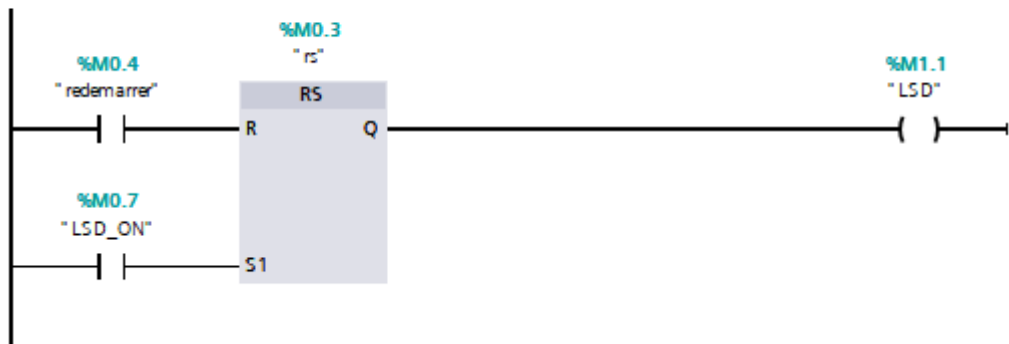 %M0.3
"rs"
%M0.4
"redemarrer"
RS
%M1.1
"LSD"
R
Q
%M0.7
"LSD_ON"
S1